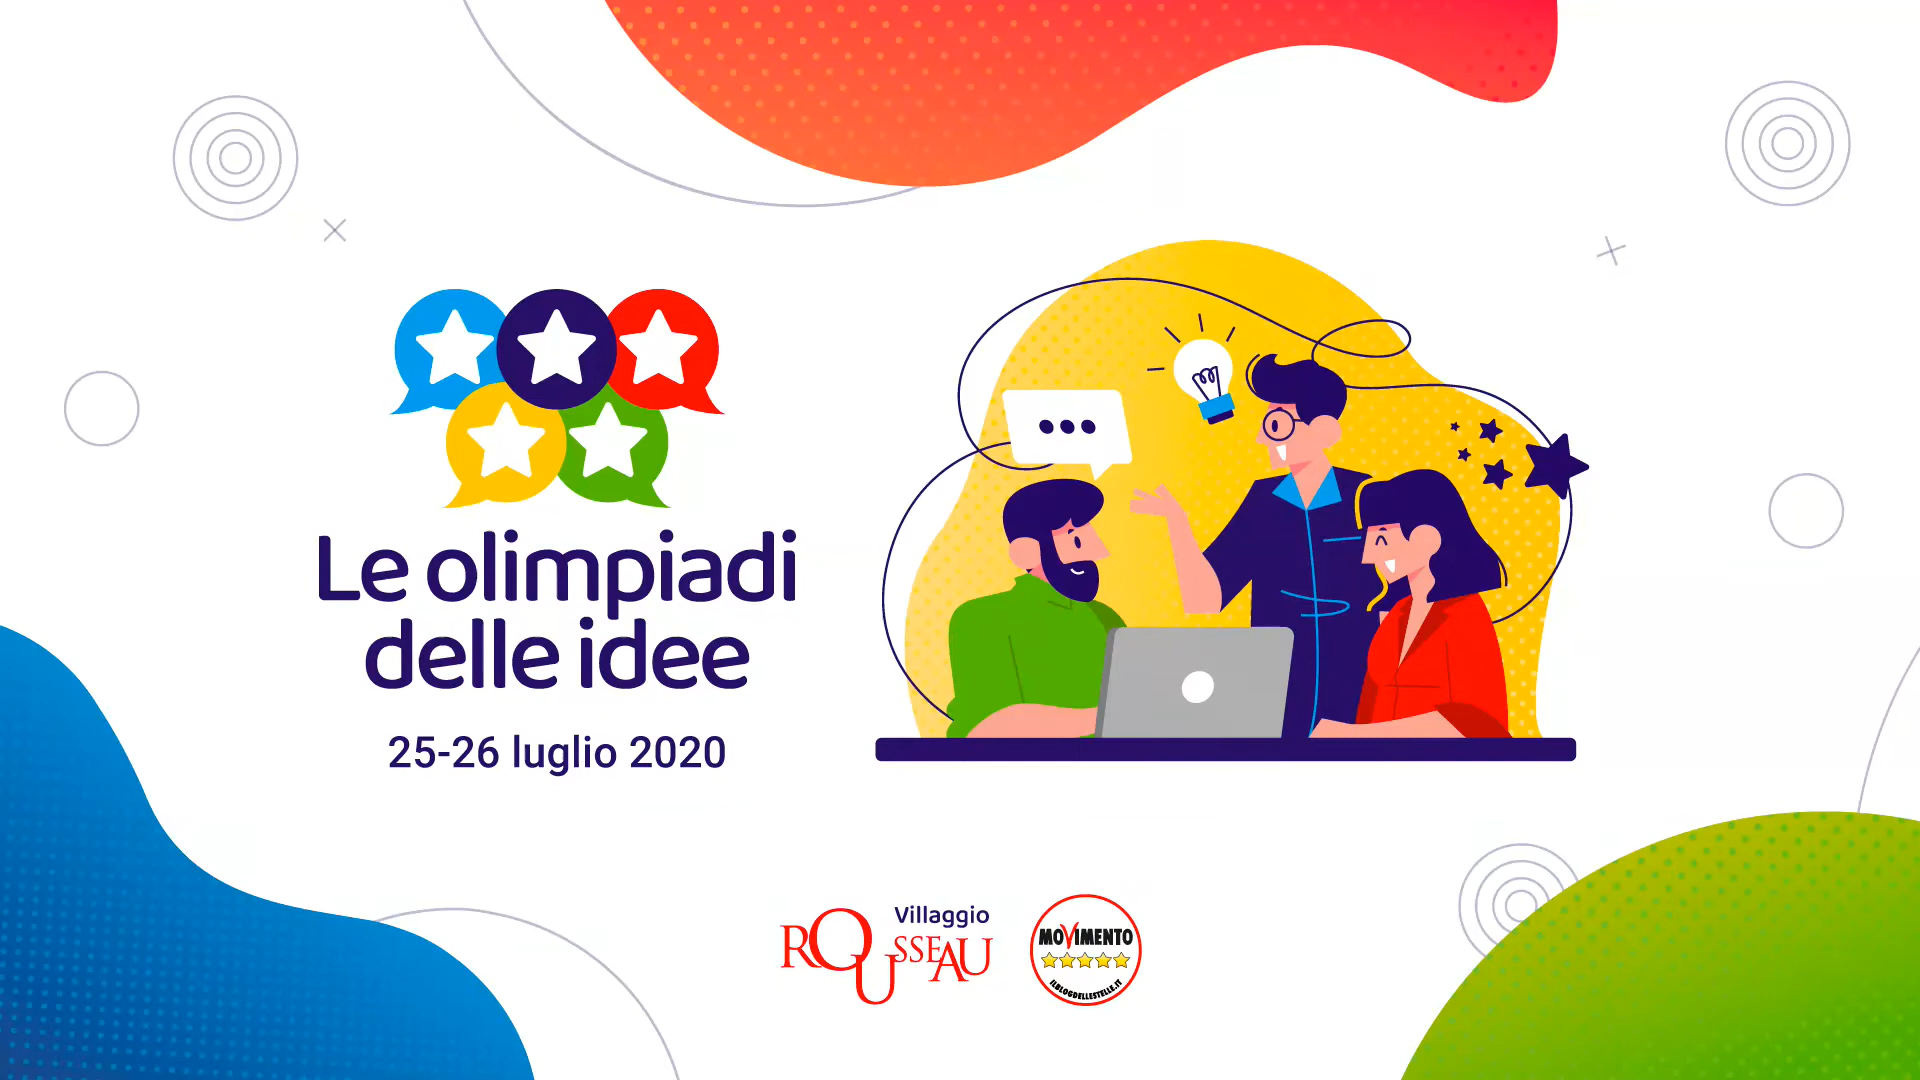 Le olimpiadi
delle idee
25-26 luglio 2020
Villaggio
ROUSSEAU
MOVIMENTO
ILBLOGDELLESTELLE.IT